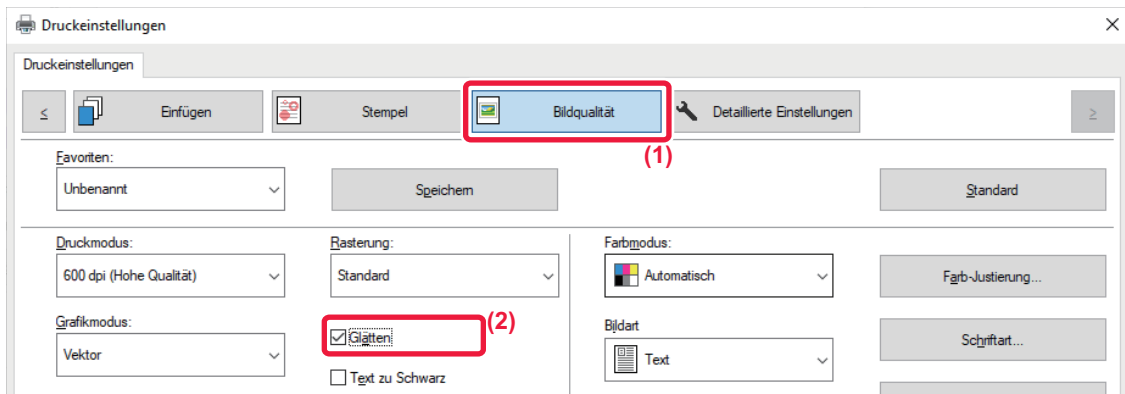 Druckeinstellungen
Druckeinstellungen
< Einfügen Stempel Bildqualität Detaillierte Einstellungen >
(1)
Favoriten:
Unbenannt Speichern Standard
Druckmodus: Rasterung: Farbmodus:
600 dpi (Hohe Qualität) Standard Automatisch Farb-Justierung...
Grafikmodus: (2) Bildart
Glätten Schriftart...
Vektor Text
Text zu Schwarz